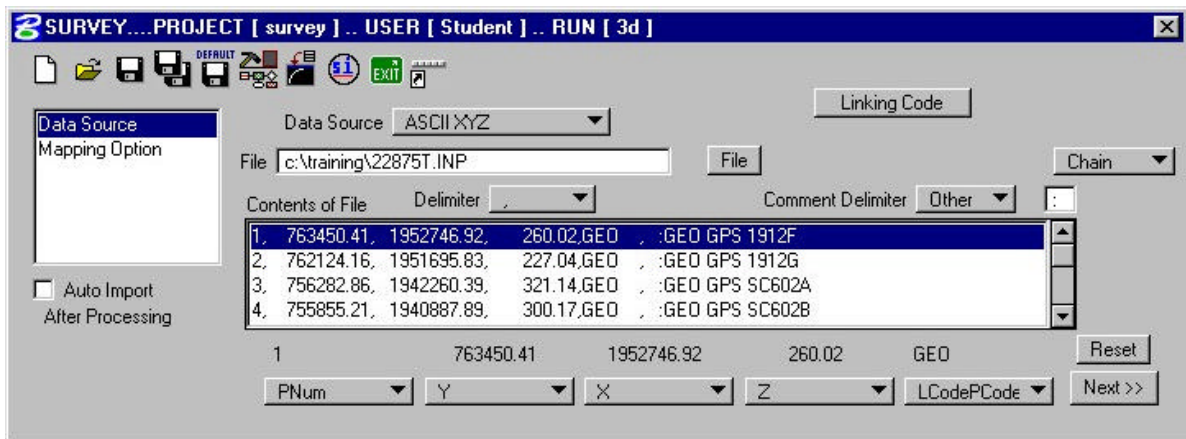 SURVEY....PROJECT [ survey ] .. USER [ Student ] .. RUN [ 3d ]
DEFAULT
si EXIT
Linking Code
Data Source
Mapping Option
Data Source ASCII XYZ
File c:\training\22875T.INP File Chain
Contents of File Delimiter , Comment Delimiter Other :
1, 763450.41, 1952746.92, 260.02,GEO , :GEO GPS 1912F
2, 762124.16, 1951695.83, 227.04,GEO , :GEO GPS 1912G
3, 756282.86, 1942260.39, 321.14,GEO , :GEO GPS SC602A
4, 755855.21, 1940887.89, 300.17,GEO , :GEO GPS SC602B
Auto Import
After Processing
1 763450.41 1952746.92 260.02 GEO Reset
PNum Y X Z LCodePCode Next >>